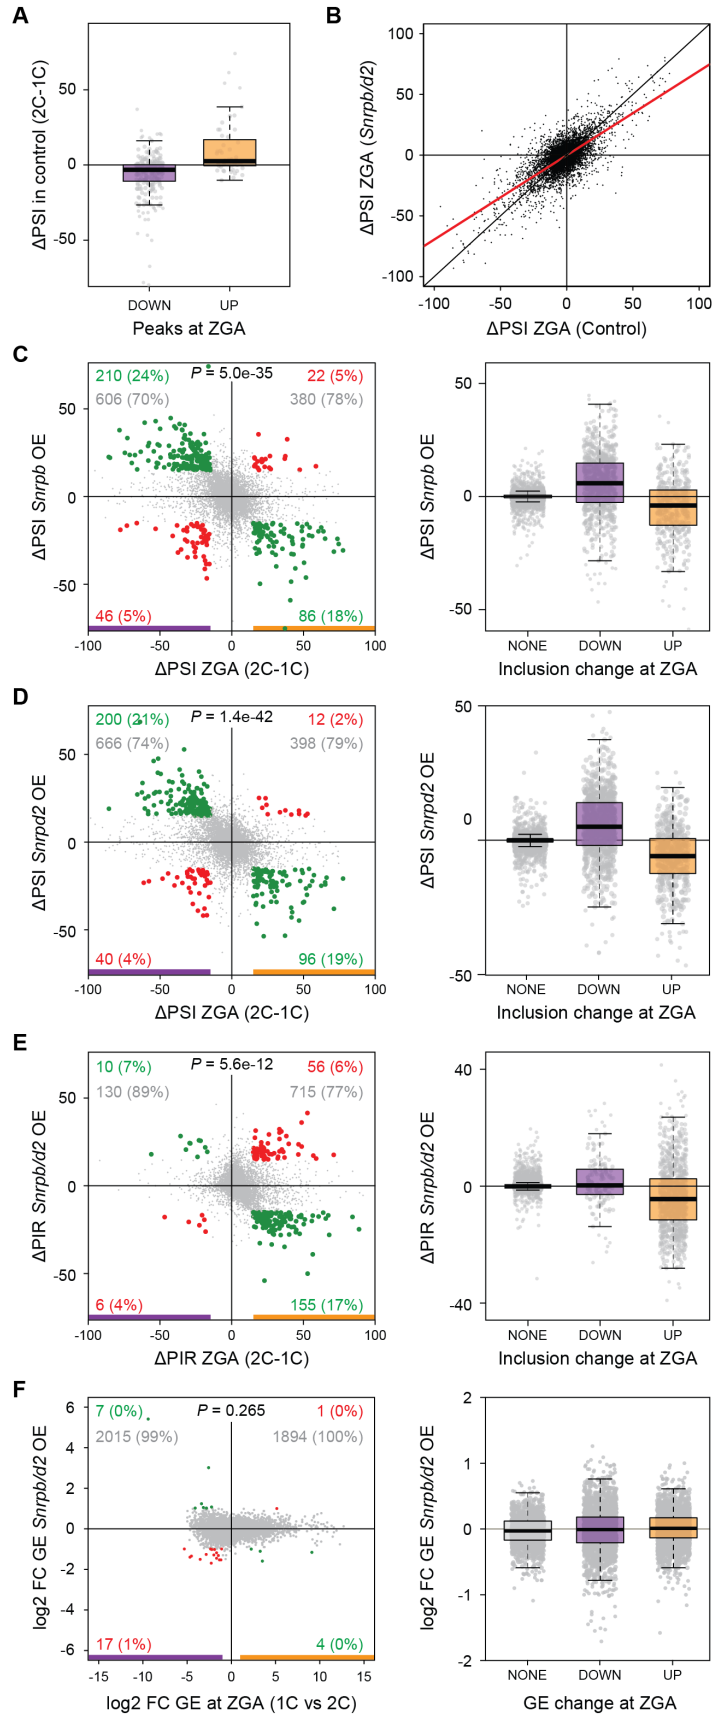 A
ΔPSI in control (2C-1C)
50
0
-50
DOWN
UP
Peaks at ZGA
B
ΔPSI ZGA (Snrpb/d2)
100
50
0
-50
-100
-100
-50
0
50
100
ΔPSI ZGA (Control)
C
210 (24%)
P = 5.0e-35
22 (5%)
606 (70%)
380 (78%)
ΔPSI Snrpb OE
50
0
-50
46 (5%)
86 (18%)
-100
-50
0
50
100
ΔPSI ZGA (2C-1C)
ΔPSI Snrpb OE
50
0
-50
NONE
DOWN
UP
Inclusion change at ZGA
D
200 (21%)
P = 1.4e-42
12 (2%)
666 (74%)
398 (79%)
ΔPSI Snrpd2 OE
50
0
-50
40 (4%)
96 (19%)
-100
-50
0
50
100
ΔPSI ZGA (2C-1C)
ΔPSI Snrpd2 OE
50
0
-50
NONE
DOWN
UP
Inclusion change at ZGA
E
10 (7%)
P = 5.6e-12
56 (6%)
130 (89%)
715 (77%)
ΔPIR Snrpb/d2 OE
50
0
-50
6 (4%)
155 (17%)
-100
-50
0
50
100
ΔPIR ZGA (2C-1C)
ΔPIR Snrpb/d2 OE
40
0
-40
NONE
DOWN
UP
Inclusion change at ZGA
F
7 (0%)
P = 0.265
1 (0%)
2015 (99%)
1894 (100%)
log2 FC GE Snrpb/d2 OE
6
4
2
0
-2
-4
-6
17 (1%)
4 (0%)
-15
-10
-5
0
5
10
15
log2 FC GE at ZGA (1C vs 2C)
log2 FC GE Snrpb/d2 OE
2
1
0
-1
-2
NONE
DOWN
UP
GE change at ZGA